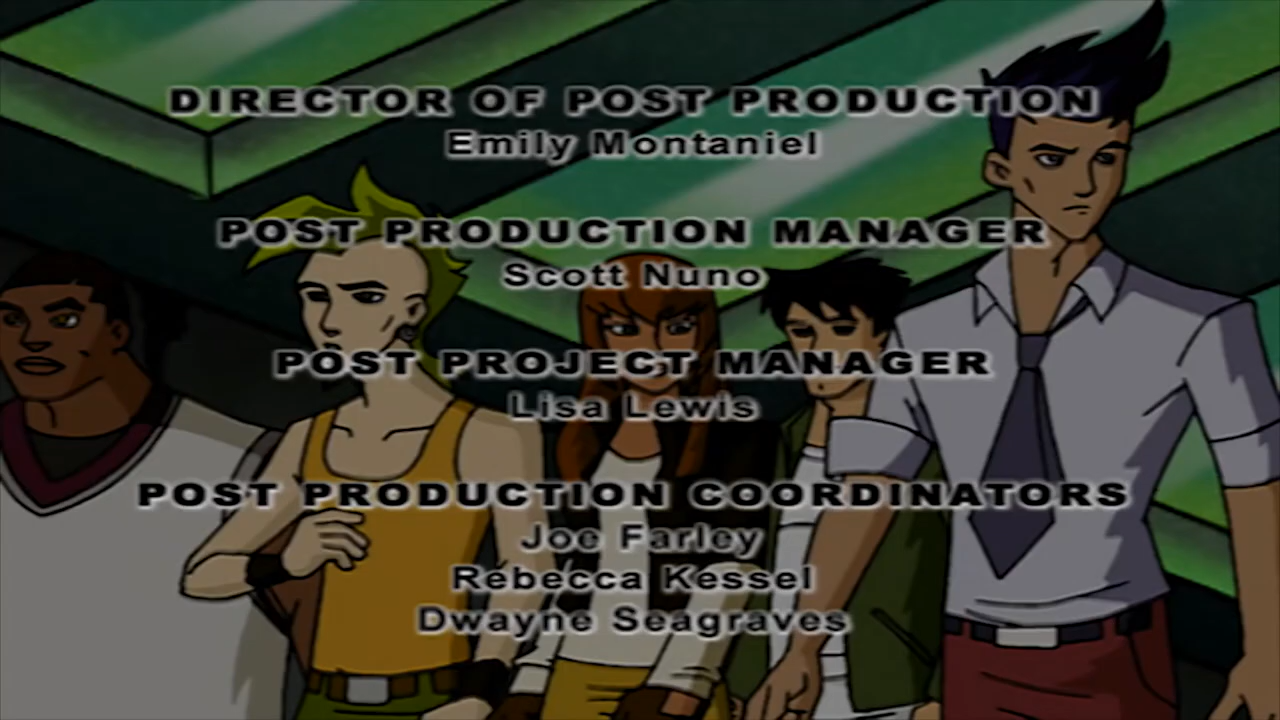 DIRECTOR OF POST PRODUCTION
Emily Montaniel
POST PRODUCTION MANAGER
Scott Nuno
POST PROJECT MANAGER
Lisa Lewis
POST PRODUCTION COORDINATORS
Joe Farley
Rebecca Kessel
Dwayne Seagraves